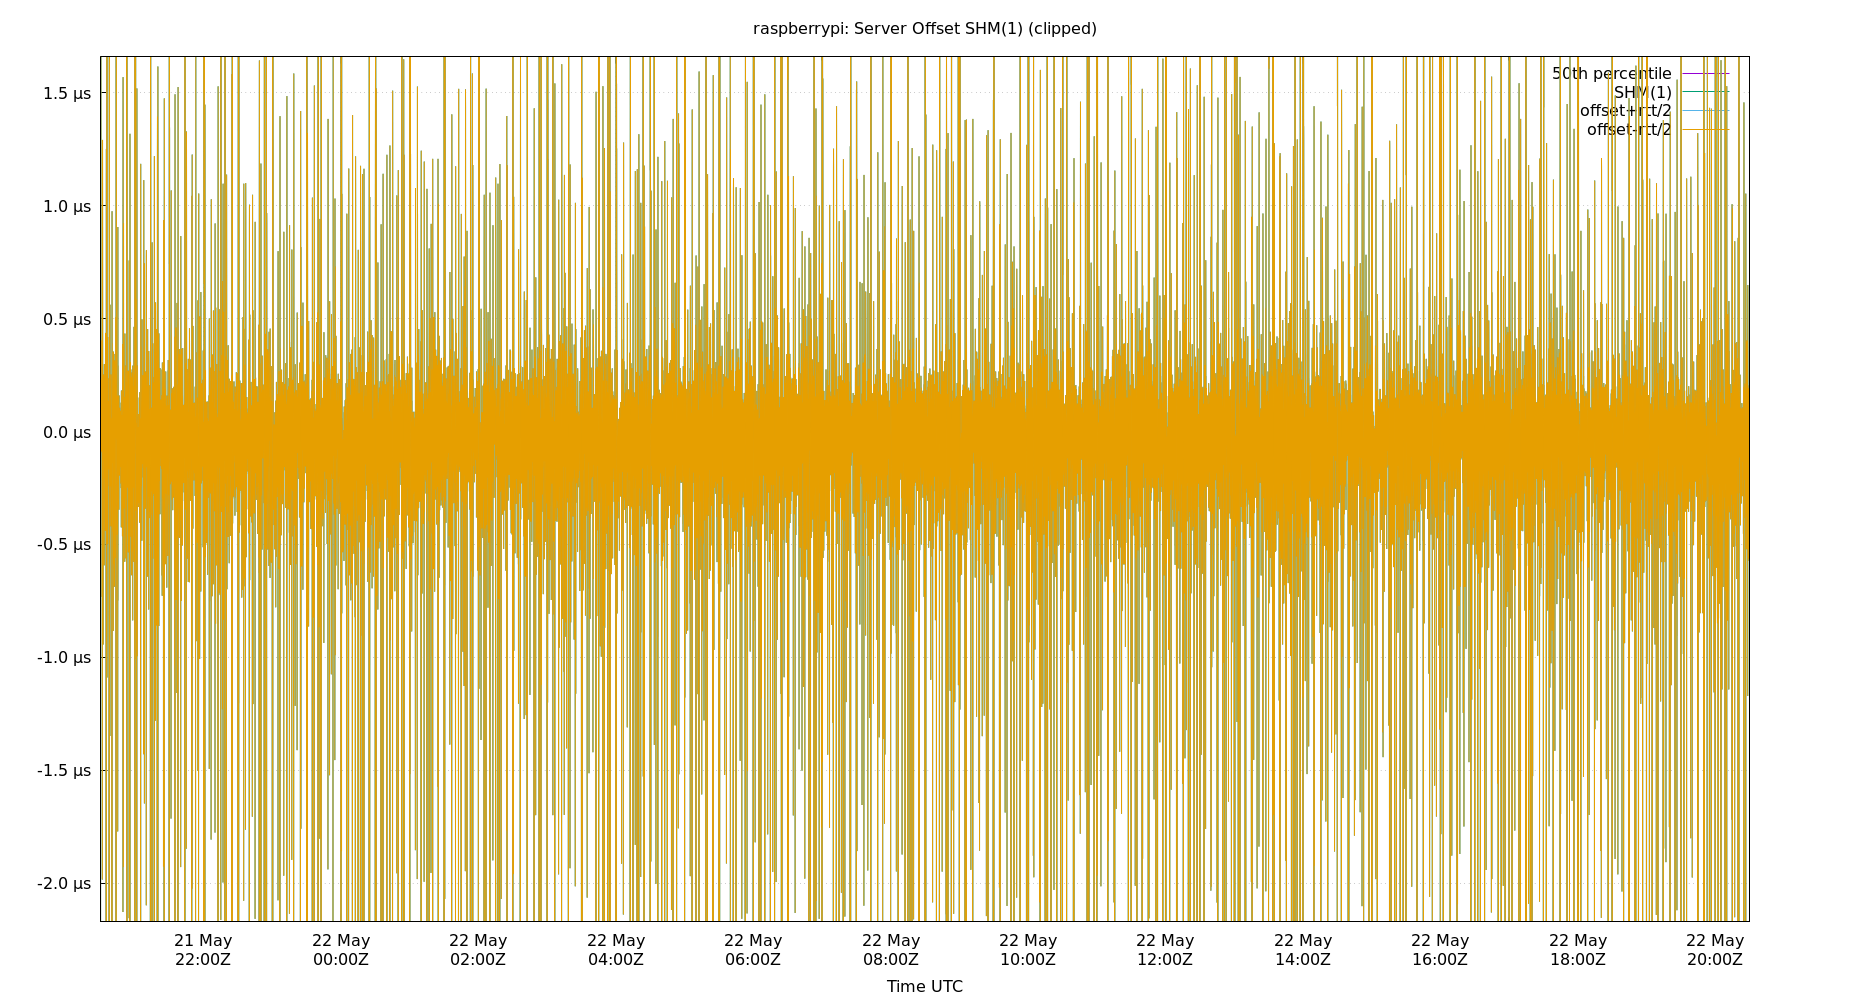 raspberrypi: Server Offset SHM(1) (clipped)
50th percentile
SHM(1)
offset+rtt/2
offset-rtt/2
1.5 µs
1.0 µs
0.5 µs
0.0 µs
-0.5 µs
-1.0 µs
-1.5 µs
-2.0 µs
21 May 22 May 22 May 22 May 22 May 22 May 22 May 22 May 22 May 22 May 22 May 22 May
22:00Z 00:00Z 02:00Z 04:00Z 06:00Z 08:00Z 10:00Z 12:00Z 14:00Z 16:00Z 18:00Z 20:00Z
Time UTC